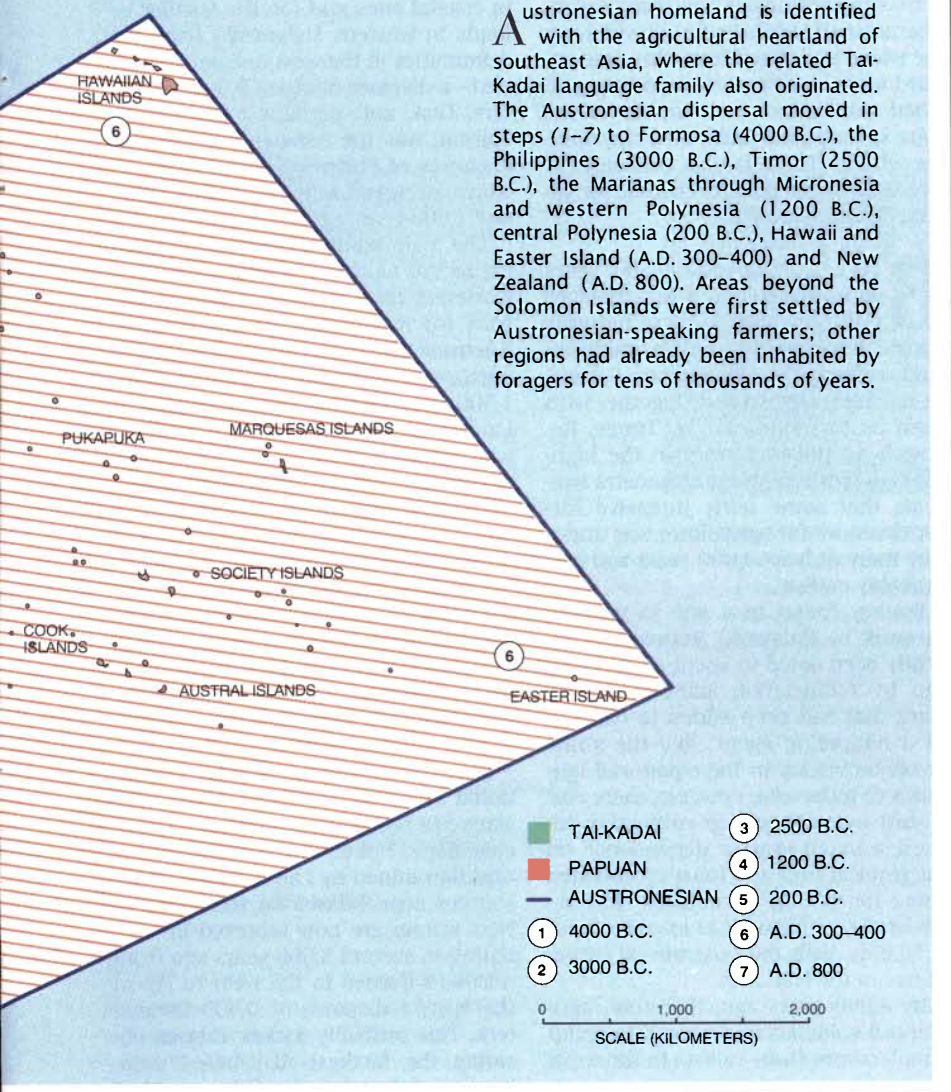 Austronesian homeland is identified
with the agricultural heartland of
southeast Asia, where the related Tai-
Kadai language family also originated.
The Austronesian dispersal moved in
steps (1–7) to Formosa (4000 B.C.), the
Philippines (3000 B.C.), Timor (2500
B.C.), the Marianas through Micronesia
and western Polynesia (1200 B.C.),
central Polynesia (200 B.C.), Hawaii and
Easter Island (A.D. 300–400) and New
Zealand (A.D. 800). Areas beyond the
Solomon Islands were first settled by
Austronesian-speaking farmers; other
regions had already been inhabited by
foragers for tens of thousands of years.
HAWAIIAN
ISLANDS
6
PUKAPUKA
MARQUESAS ISLANDS
SOCIETY ISLANDS
COOK
ISLANDS
AUSTRAL ISLANDS
6
EASTER ISLAND
TAI-KADAI
PAPUAN
AUSTRONESIAN
1 4000 B.C.
2 3000 B.C.
3 2500 B.C.
4 1200 B.C.
5 200 B.C.
6 A.D. 300–400
7 A.D. 800
0 1,000 2,000
SCALE (KILOMETERS)